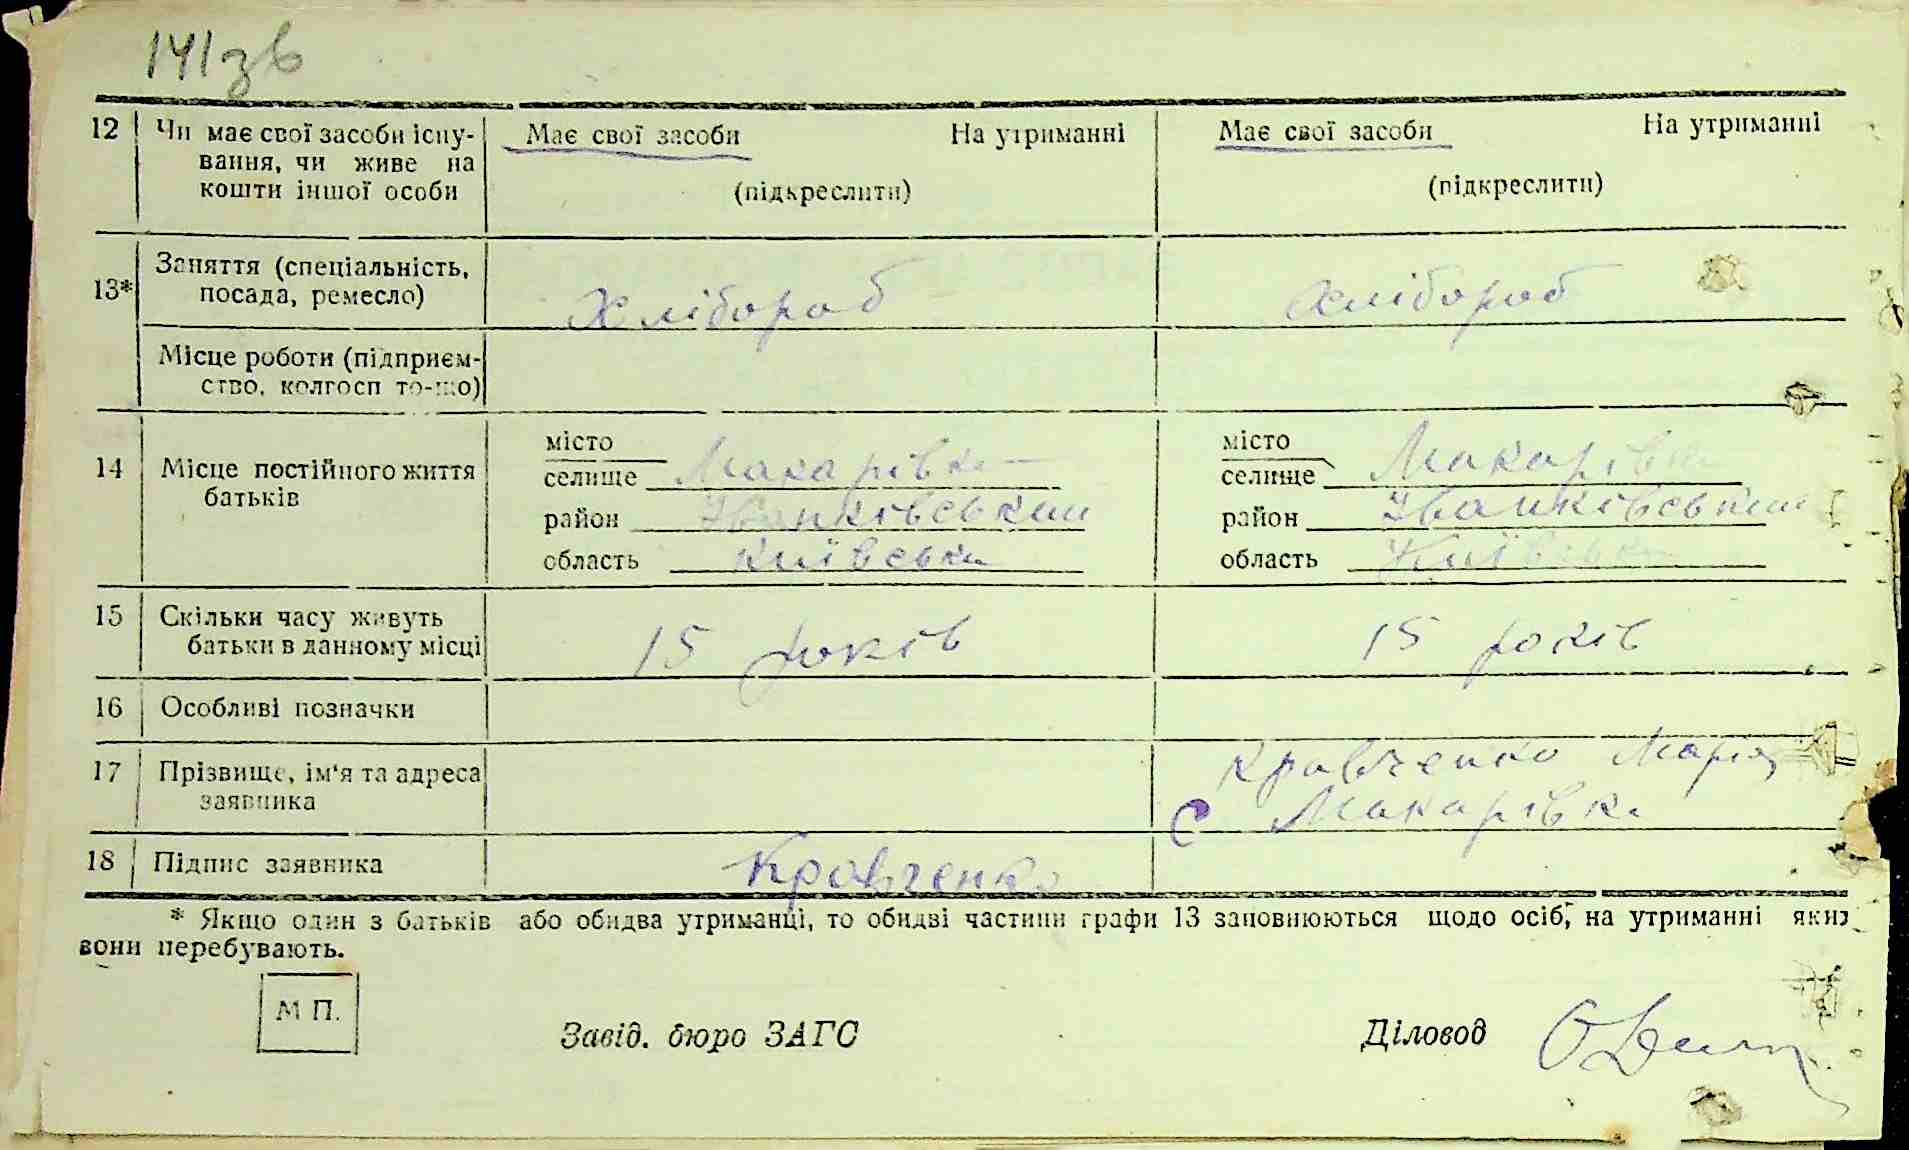 141зв
12 Чи має свої засоби існу- Має свої засоби На утриманні Має свої засоби На утриманні
вання, чи живе на
кошти іншої особи (підкреслити) (підкреслити)
13* Заняття (спеціальність,
посада, ремесло) Хлібороб Хлібороб
Місце роботи (підприєм-
ство, колгосп то-що)
14 Місце постійного життя
батьків
місто місто
селище Макарівка селище Макарівка
район Іванківський район Іванківський
область Київська область Київська
15 Скільки часу живуть
батьки в данному місці 15 років 15 років
16 Особливі позначки
17 Прізвище, ім'я та адреса Кравченко Марія
заявника с Макарівка
18 Підпис заявника Кравченко
* Якщо один з батьків або обидва утриманці, то обидві частини графи 13 заповнюються щодо осіб, на утриманні яких
вони перебувають.
М П.
Завід. бюро ЗАГС Діловод